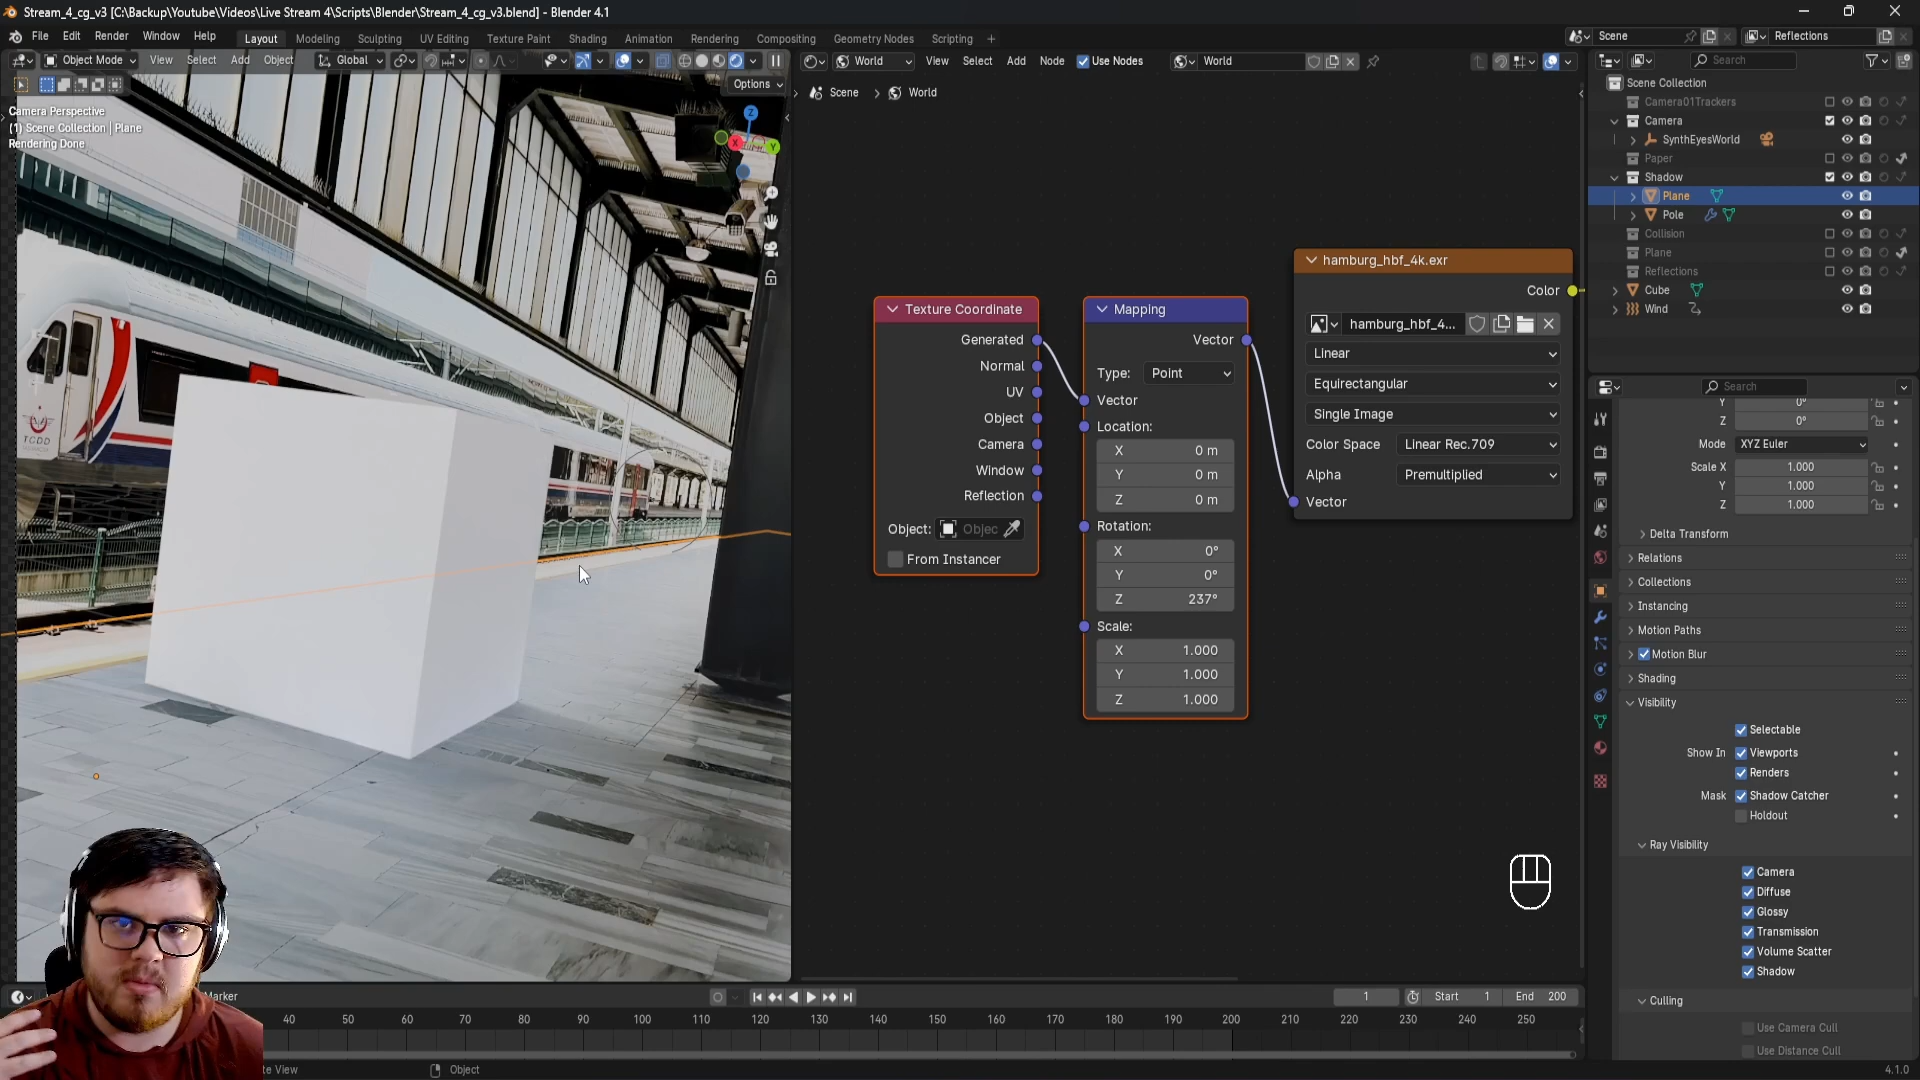 Stream_4_cg_v3 [C:\Backup\Youtube\Videos\Live Stream 4\Scripts\Blender\Stream_4_cg_v3.blend] - Blender 4.1
File Edit Render Window Help Layout Modeling Sculpting UV Editing Texture Paint Shading Animation Rendering Compositing Geometry Nodes Scripting +
Scene Reflections
Object Mode View Select Add Object Global
World View Select Add Node Use Nodes World
Search
Options
Scene > World
Camera Perspective
(1) Scene Collection | Plane
Rendering Done
Z
X
Y
TCDD
Texture Coordinate
Generated
Normal
UV
Object
Camera
Window
Reflection
Object: Objec
From Instancer
Mapping
Vector
Type: Point
Vector
Location:
X 0 m
Y 0 m
Z 0 m
Rotation:
X 0°
Y 0°
Z 237°
Scale:
X 1.000
Y 1.000
Z 1.000
hamburg_hbf_4k.exr
Color
hamburg_hbf_4...
Linear
Equirectangular
Single Image
Color Space Linear Rec.709
Alpha Premultiplied
Vector
Scene Collection
Camera01Trackers
Camera
SynthEyesWorld
Paper
Shadow
Plane
Pole
Collision
Plane
Reflections
Cube
Wind
Search
Y 0°
Z 0°
Mode XYZ Euler
Scale X 1.000
Y 1.000
Z 1.000
Delta Transform
Relations
Collections
Instancing
Motion Paths
Motion Blur
Shading
Visibility
Selectable
Show In Viewports
Renders
Mask Shadow Catcher
Holdout
Ray Visibility
Camera
Diffuse
Glossy
Transmission
Volume Scatter
Shadow
Culling
Use Camera Cull
Use Distance Cull
Marker
1 Start 1 End 200
40 50 60 70 80 90 100 110 120 130 140 150 160 170 180 190 200 210 220 230 240 250
te View Object
4.1.0